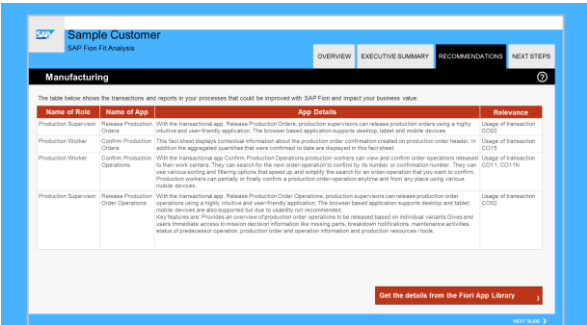 SAP
Sample Customer
SAP Fiori Fit Analysis
OVERVIEW
EXECUTIVE SUMMARY
RECOMMENDATIONS
NEXT STEPS
Manufacturing
?
The table below shows the transactions and reports in your processes that could be improved with SAP Fiori and impact your business value:
Name of Role Name of App App Details Relevance
Production Supervisor Release Production With the transactional app, Release Production Orders, production supervisors can release production orders using a highly Usage of transaction
Orders intuitive and user-friendly application. The browser based application supports desktop, tablet and mobile devices CO02
Production Worker Confirm Production This fact sheet displays contextual information about the production order confirmation created on production order header. In Usage of transaction
Orders addition the aggregated quantities that were confirmed to date are displayed in this fact sheet. CO15
Production Worker Confirm Production With the transactional app Confirm Production Operations production workers can view and confirm order-operations released Usage of transaction
Operations to their work centers. They can search for the next order-operation to confirm by its number or confirmation number. They can CO11, CO11N
use various sorting and filtering options that speed up and simplify the search for an order-operation that you want to confirm.
Production workers can partially or finally confirm a production order-operation anytime and from any place using various
mobile devices.
Production Supervisor Release Production With the transactional app, Release Production Order Operations, production supervisors can release production order Usage of transaction
Order Operations operations using a highly intuitive and user-friendly application. The browser based application supports desktop and tablet; CO02
mobile devices are also supported but due to usability not recommended.
Key features are: Provides an overview of production order operations to be released based on individual variants Gives end
users immediate access to mission decision information like missing parts, breakdown notifications, maintenance activities,
status of predecessor operation, production order and operation information and production resources / tools.
Get the details from the Fiori App Library ❯
NEXT SLIDE ❯